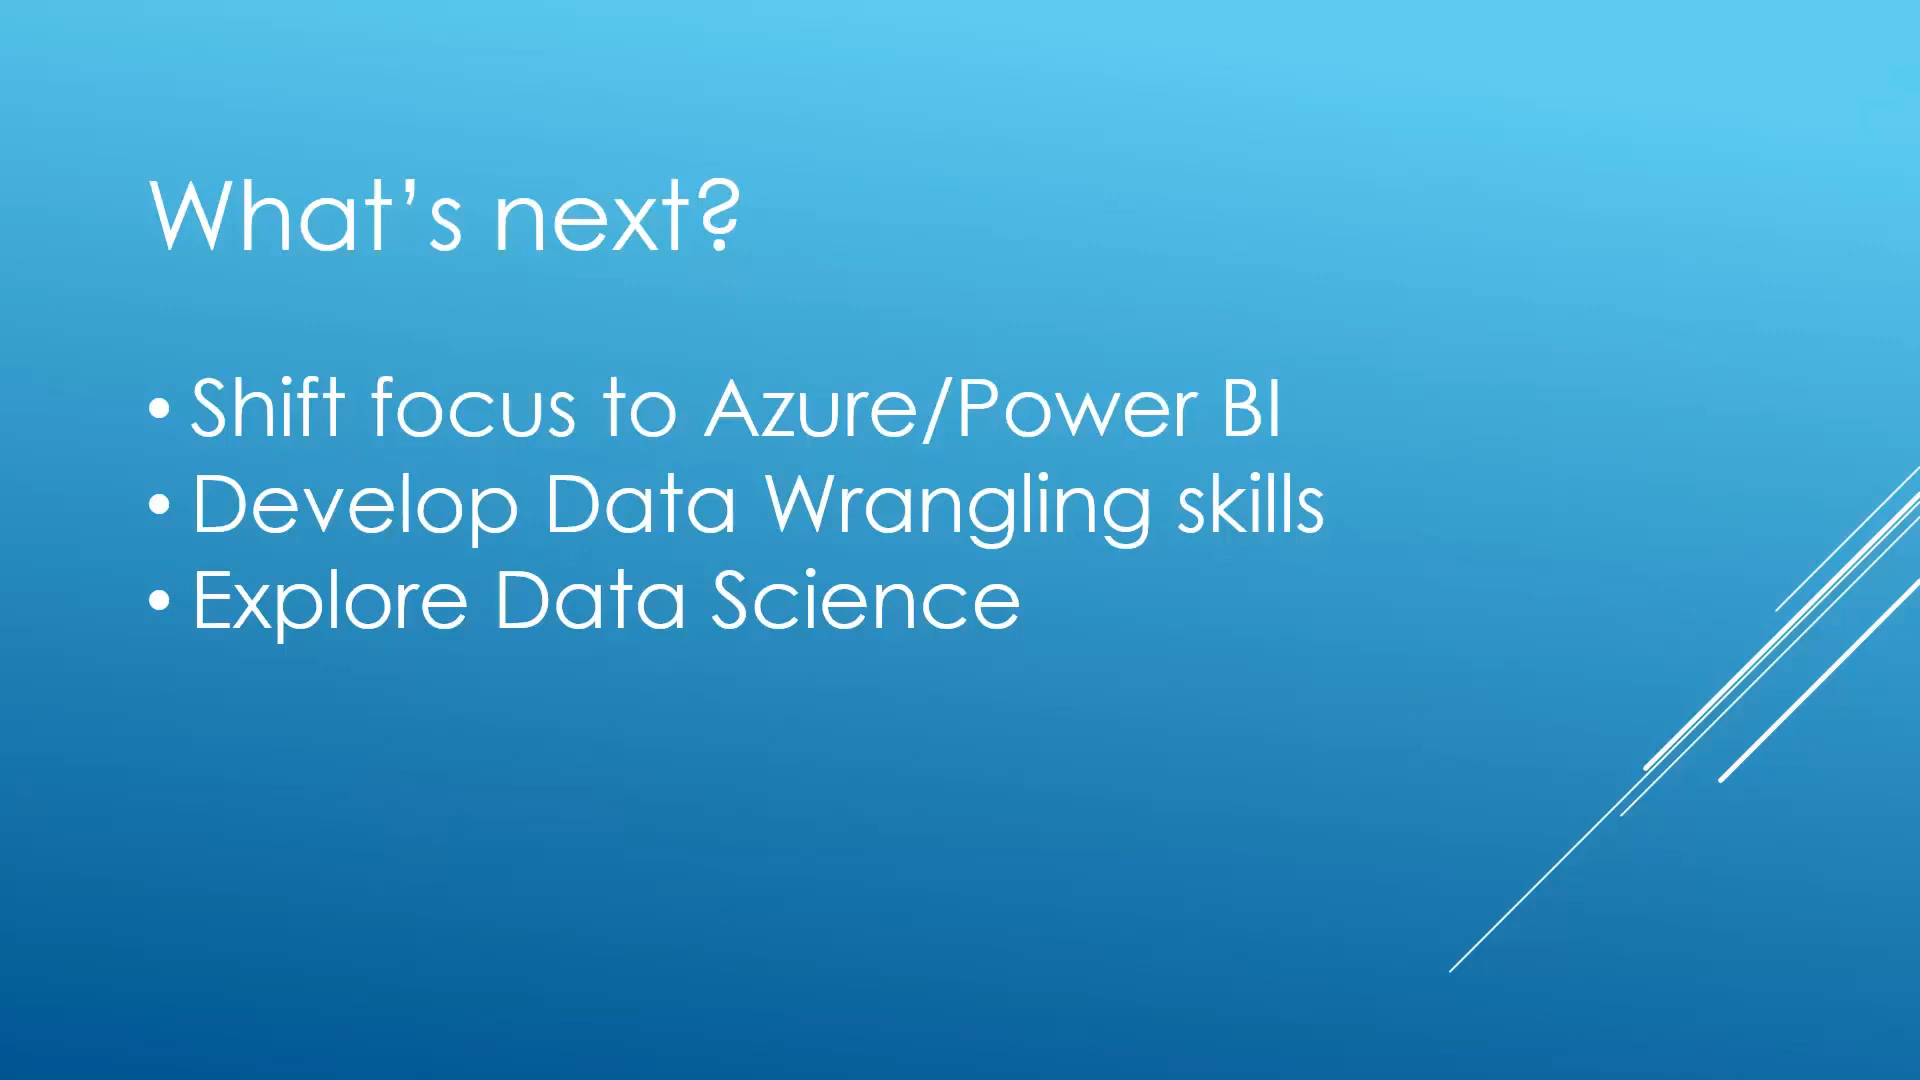 What’s next?
• Shift focus to Azure/Power BI
• Develop Data Wrangling skills
• Explore Data Science